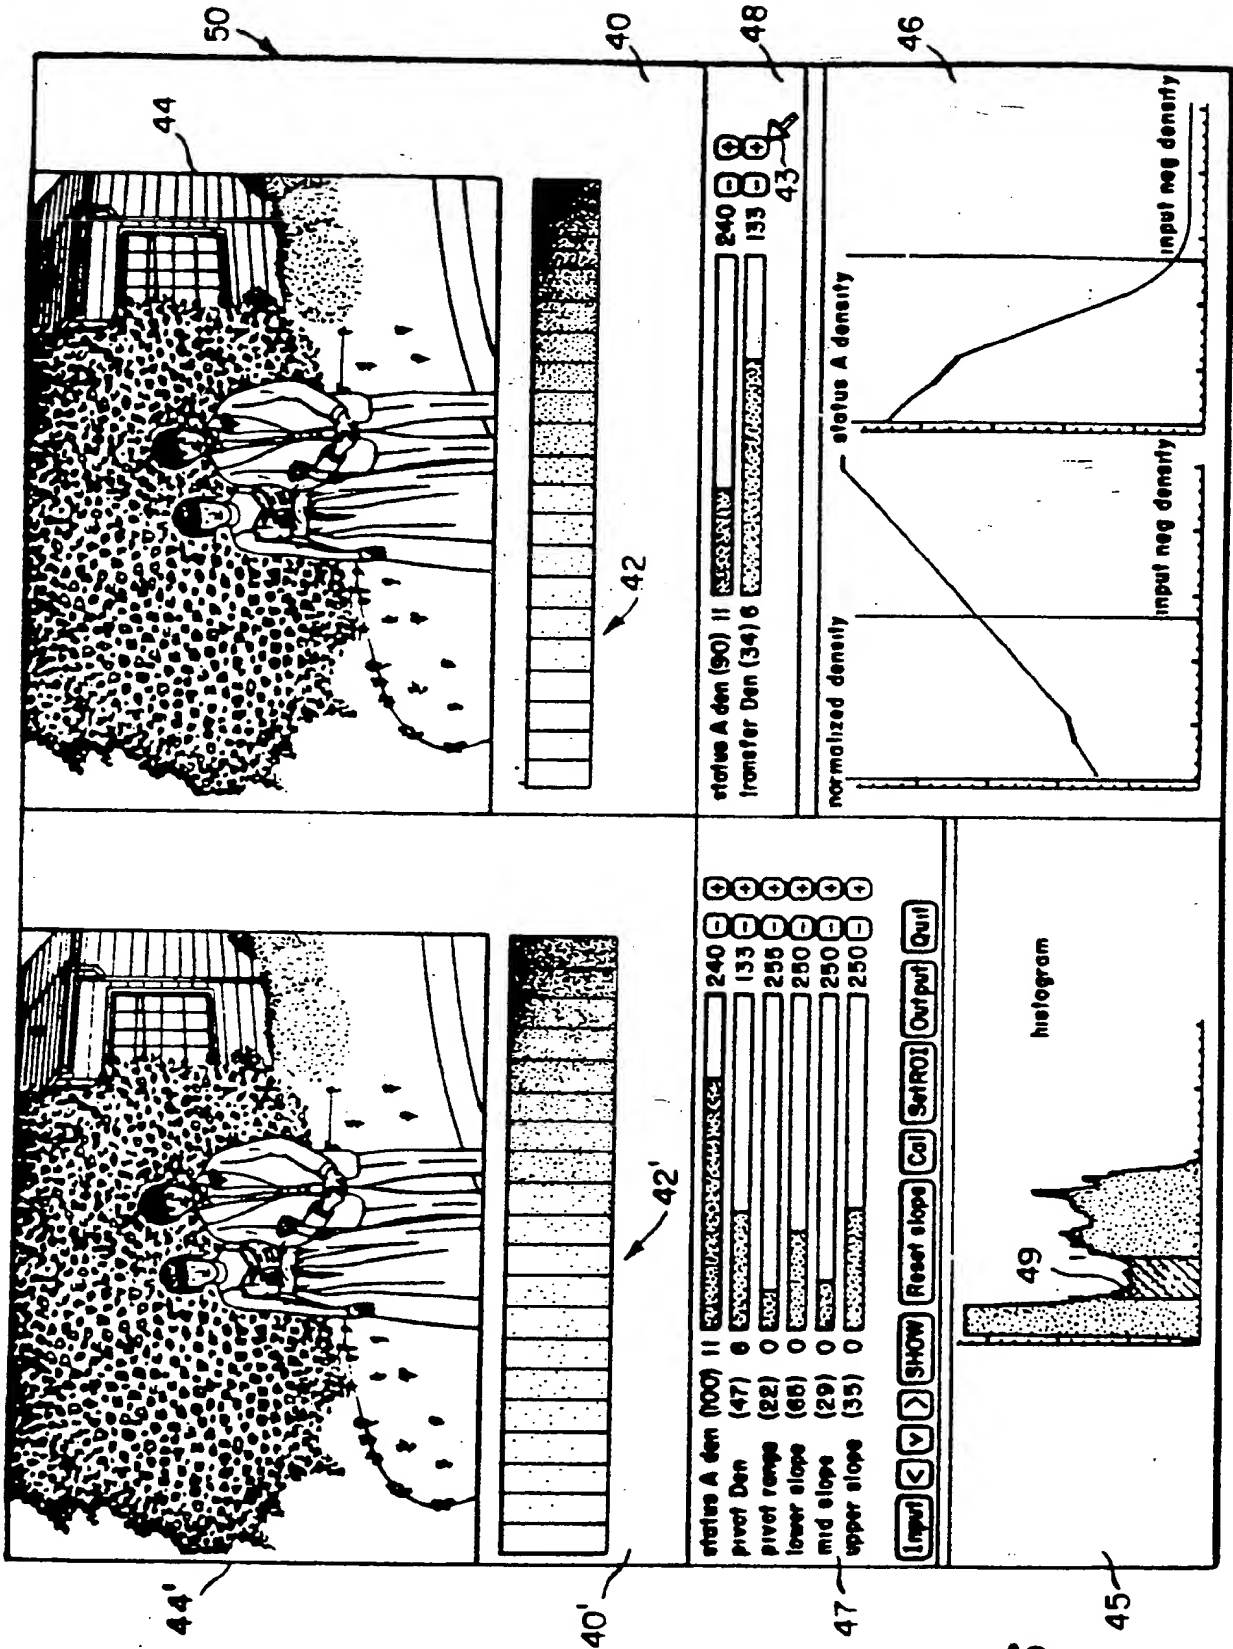 50
44
44'
40
40'
42
42'
status A den (100) 11 240 - +
pivot Den (47) 6 133 - +
pivot range (22) 0 255 - +
lower slope (65) 0 250 - +
mid slope (29) 0 250 - +
upper slope (35) 0 250 - +
47
Input < v > SHOW Reset slope Cal SetROI Output Quit
status A den (90) 11 240 - +
transfer Den (34) 6 133 - +
48
43
histogram
49
45
normalized density
input neg density
status A density
input neg density
46